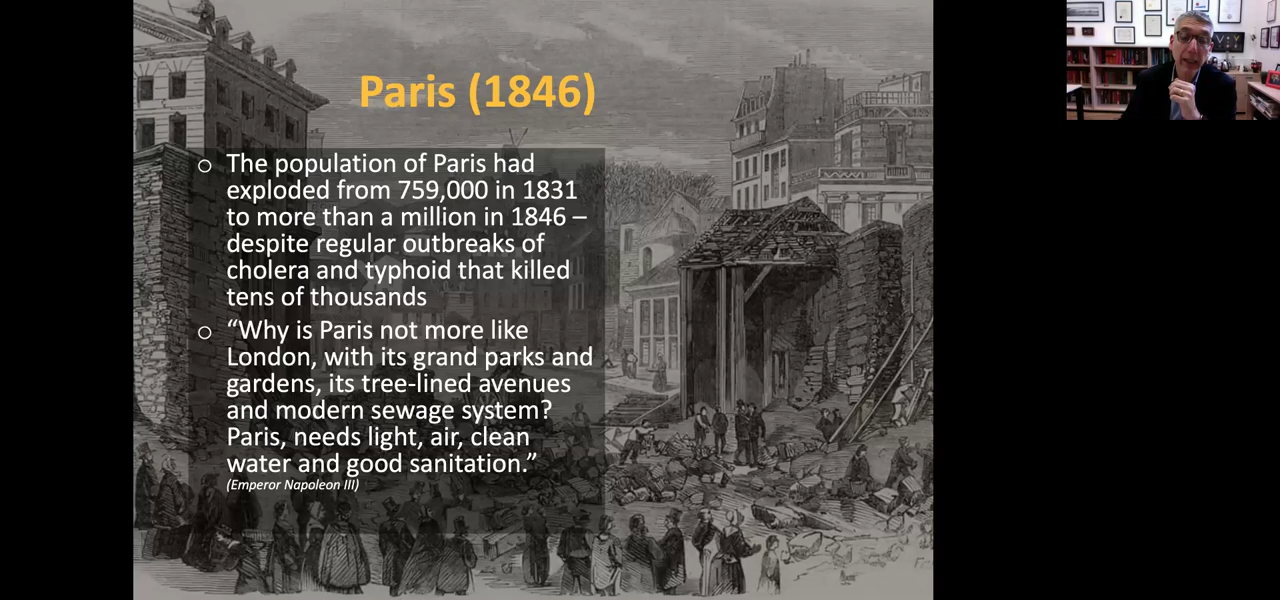 Paris (1846)
○ The population of Paris had
exploded from 759,000 in 1831
to more than a million in 1846 –
despite regular outbreaks of
cholera and typhoid that killed
tens of thousands
○ “Why is Paris not more like
London, with its grand parks and
gardens, its tree-lined avenues
and modern sewage system?
Paris, needs light, air, clean
water and good sanitation.”
(Emperor Napoleon III)